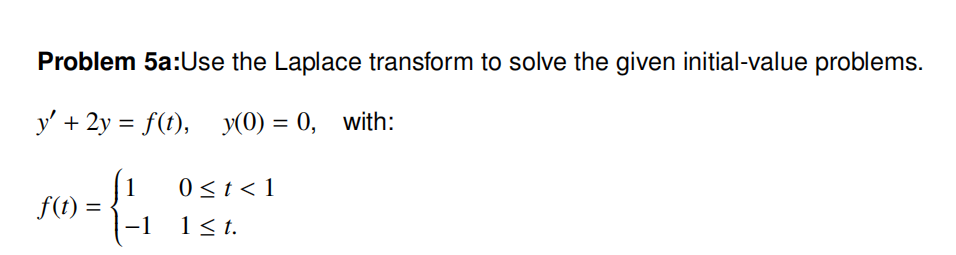 Problem 5a:Use the Laplace transform to solve the given initial-value problems.
y′ + 2y = f(t), y(0) = 0, with:
f(t) = { 1 0 ≤ t < 1
−1 1 ≤ t.